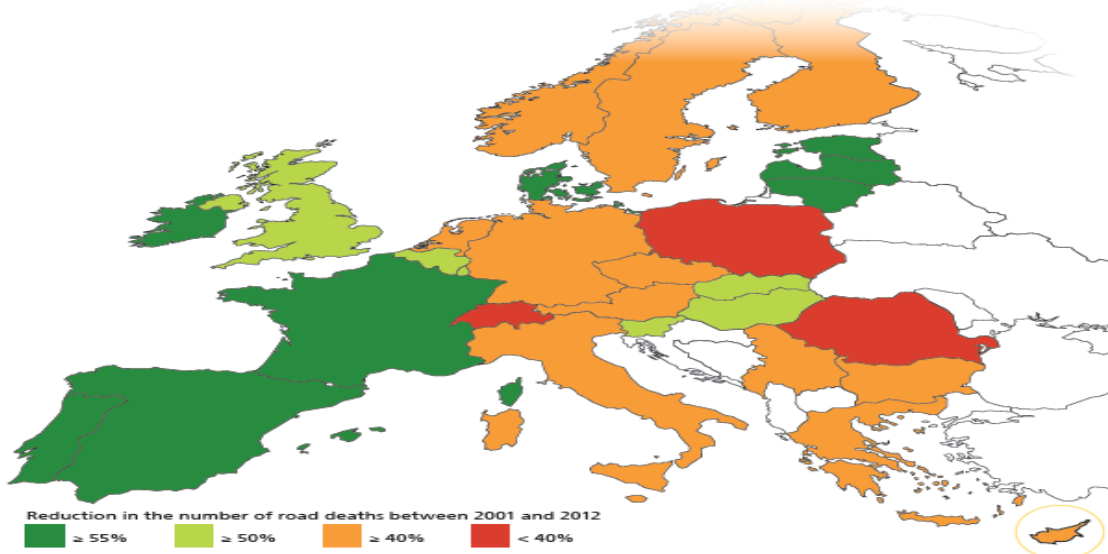 Reduction in the number of road deaths between 2001 and 2012
≥ 55% ≥ 50% ≥ 40% < 40%